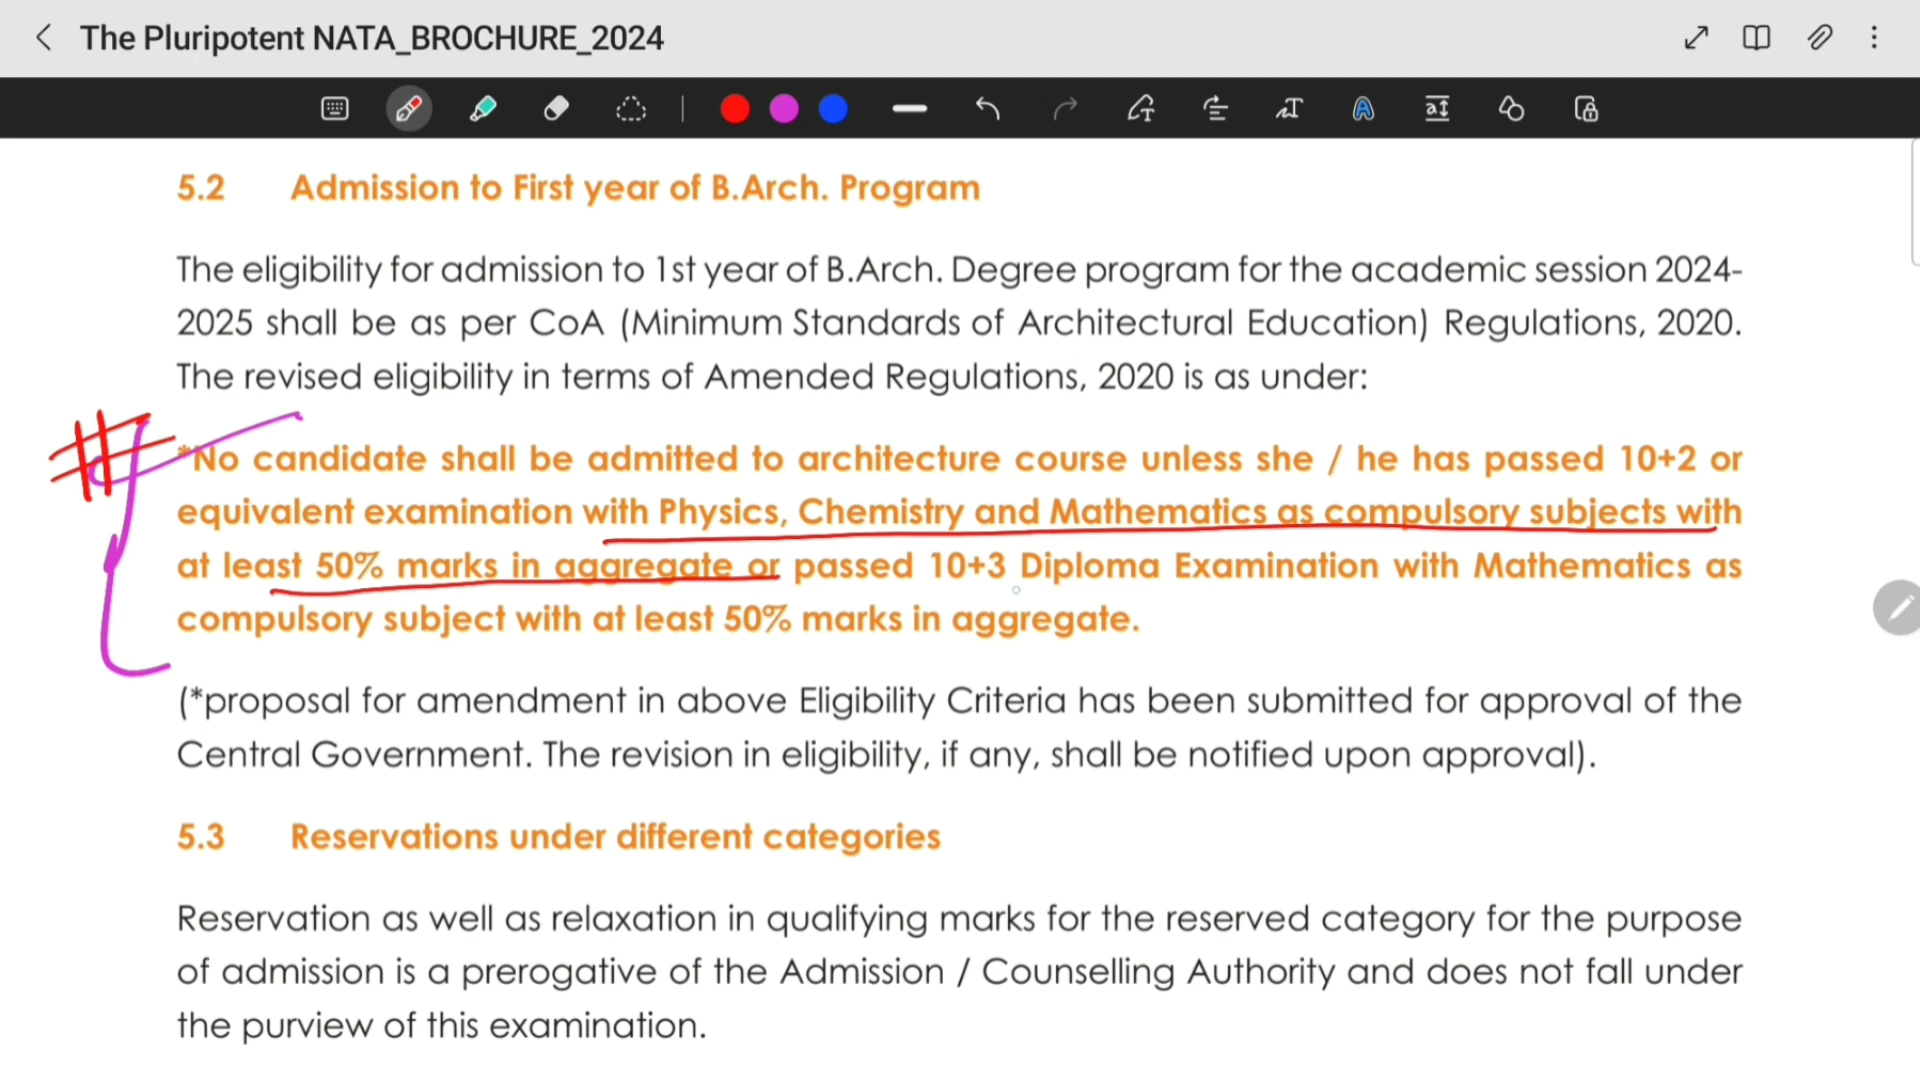 The Pluripotent NATA_BROCHURE_2024
5.2 Admission to First year of B.Arch. Program
The eligibility for admission to 1st year of B.Arch. Degree program for the academic session 2024-
2025 shall be as per CoA (Minimum Standards of Architectural Education) Regulations, 2020.
The revised eligibility in terms of Amended Regulations, 2020 is as under:
#
*No candidate shall be admitted to architecture course unless she / he has passed 10+2 or
equivalent examination with Physics, Chemistry and Mathematics as compulsory subjects with
at least 50% marks in aggregate or passed 10+3 Diploma Examination with Mathematics as
compulsory subject with at least 50% marks in aggregate.
(*proposal for amendment in above Eligibility Criteria has been submitted for approval of the
Central Government. The revision in eligibility, if any, shall be notified upon approval).
5.3 Reservations under different categories
Reservation as well as relaxation in qualifying marks for the reserved category for the purpose
of admission is a prerogative of the Admission / Counselling Authority and does not fall under
the purview of this examination.